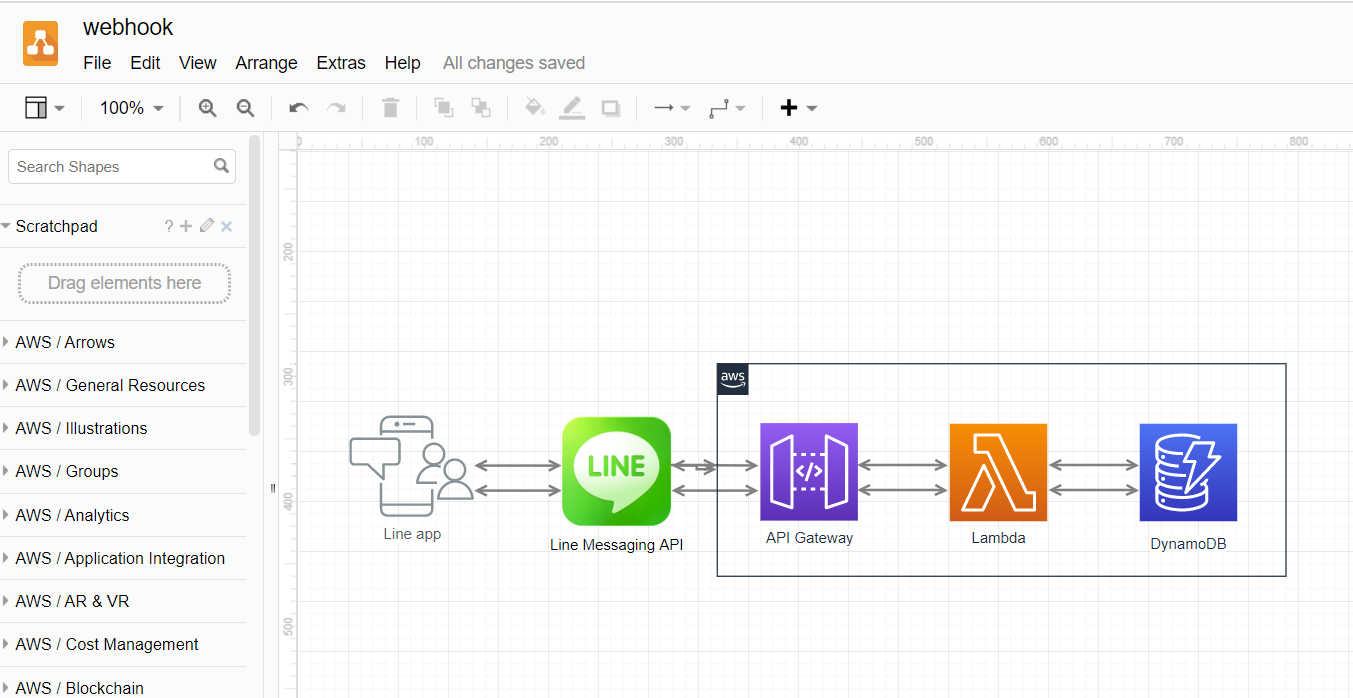 webhook
File Edit View Arrange Extras Help All changes saved
100%
0 100 200 300 400 500 600 700 800
Search Shapes
Scratchpad ?
Drag elements here
AWS / Arrows
AWS / General Resources
AWS / Illustrations
AWS / Groups
AWS / Analytics
AWS / Application Integration
AWS / AR & VR
AWS / Cost Management
AWS / Blockchain
200
300
400
500
aws
LINE
</>
Line app
Line Messaging API
API Gateway
Lambda
DynamoDB